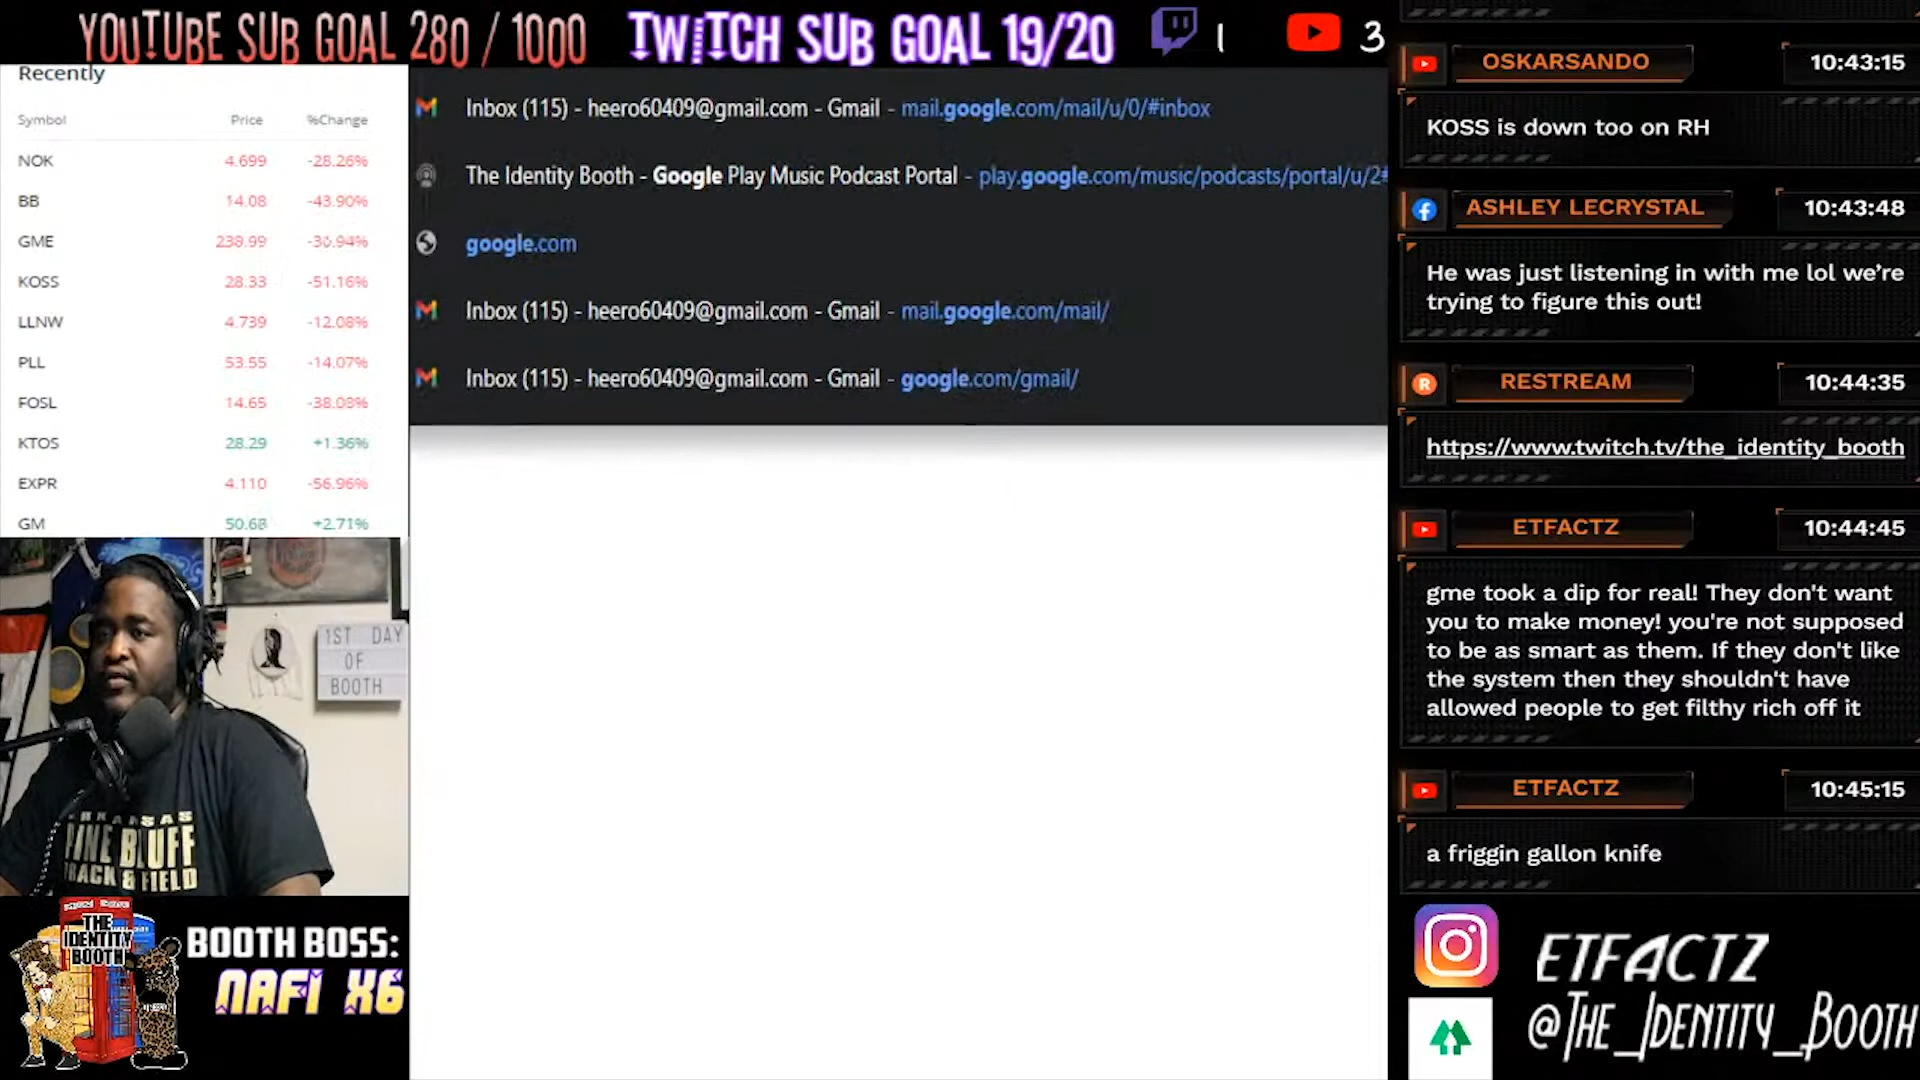 YOUTUBE SUB GOAL 280 / 1000
TWITCH SUB GOAL 19/20
1
3
Recently
Symbol Price %Change
NOK 4.699 -28.26%
BB 14.08 -43.90%
GME -36.94%
KOSS 28.33 -51.16%
LLNW 4.739 -12.08%
PLL 53.55 -14.07%
FOSL 14.65 -38.08%
KTOS 28.29 +1.36%
EXPR 4.110 -56.96%
GM 50.68 +2.71%
Inbox (115) - heero60409@gmail.com - Gmail - mail.google.com/mail/u/0/#inbox
The Identity Booth - Google Play Music Podcast Portal - play.google.com/music/podcasts/portal/u/2#
google.com
Inbox (115) - heero60409@gmail.com - Gmail - mail.google.com/mail/
Inbox (115) - heero60409@gmail.com - Gmail - google.com/gmail/
OSKARSANDO 10:43:15
KOSS is down too on RH
ASHLEY LECRYSTAL 10:43:48
He was just listening in with me lol we're
trying to figure this out!
RESTREAM 10:44:35
https://www.twitch.tv/the_identity_booth
ETFACTZ 10:44:45
gme took a dip for real! They don't want
you to make money! you're not supposed
to be as smart as them. If they don't like
the system then they shouldn't have
allowed people to get filthy rich off it
ETFACTZ 10:45:15
a friggin gallon knife
1ST DAY
OF
BOOTH
ARKANSAS
PINE BLUFF
TRACK & FIELD
THE
IDENTITY
BOOTH
BOOTH BOSS:
NAFI X6
ETFACTZ
@THE_IDENTITY_BOOTH